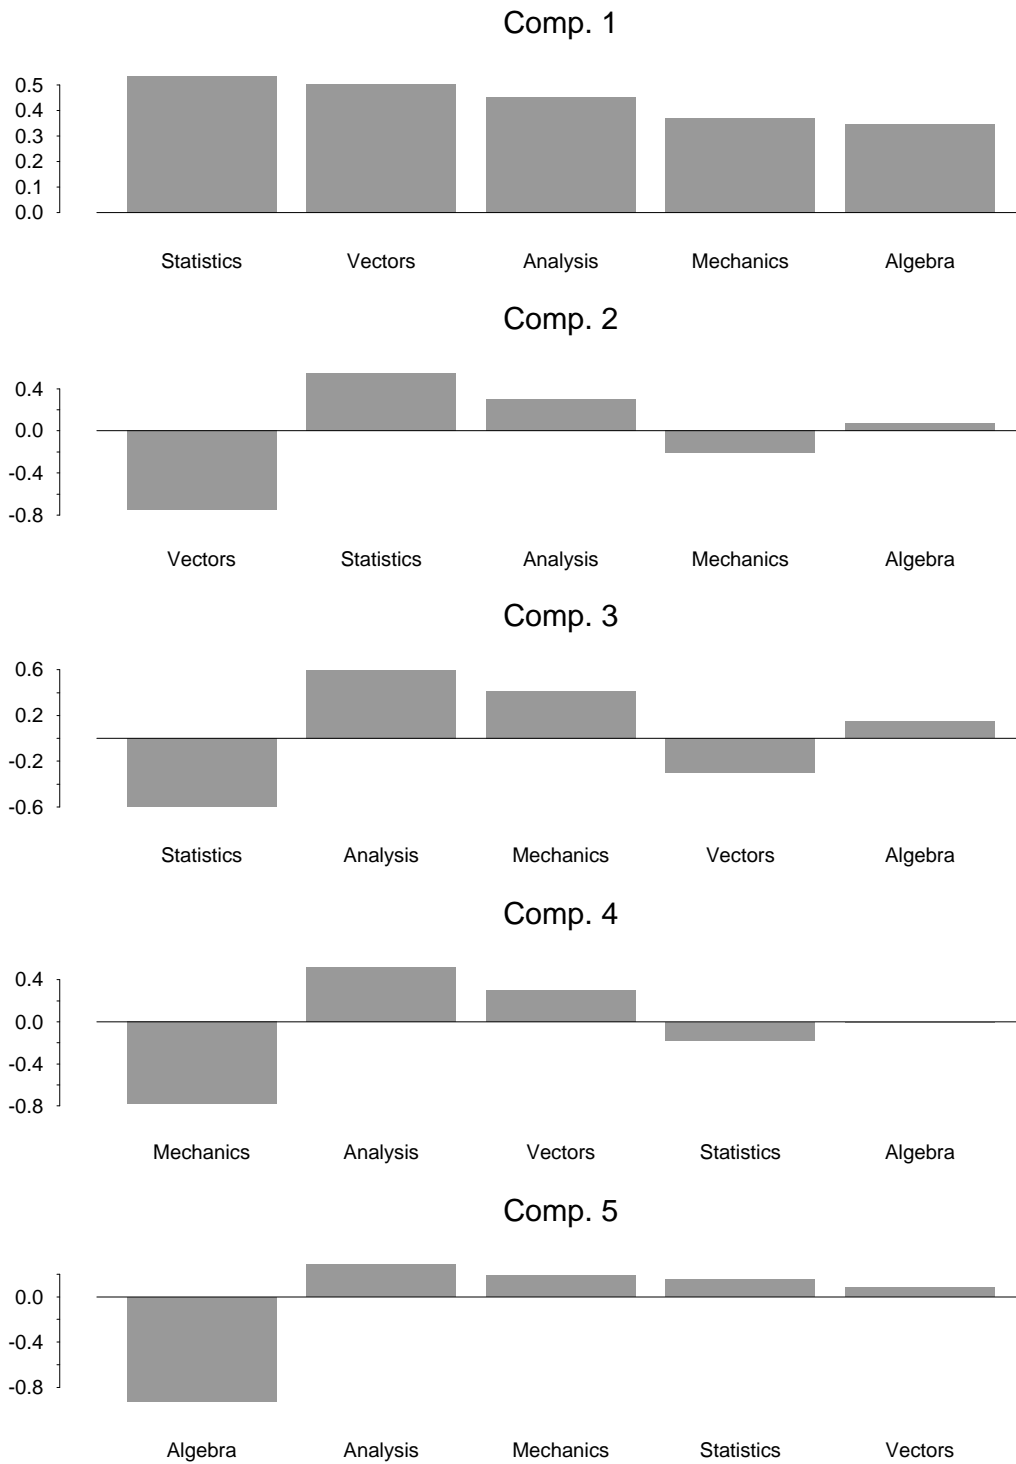 Comp. 1
0.5
0.4
0.3
0.2
0.1
0.0
Statistics Vectors Analysis Mechanics Algebra
Comp. 2
0.4
0.0
-0.4
-0.8
Vectors Statistics Analysis Mechanics Algebra
Comp. 3
0.6
0.2
-0.2
-0.6
Statistics Analysis Mechanics Vectors Algebra
Comp. 4
0.4
0.0
-0.4
-0.8
Mechanics Analysis Vectors Statistics Algebra
Comp. 5
0.0
-0.4
-0.8
Algebra Analysis Mechanics Statistics Vectors